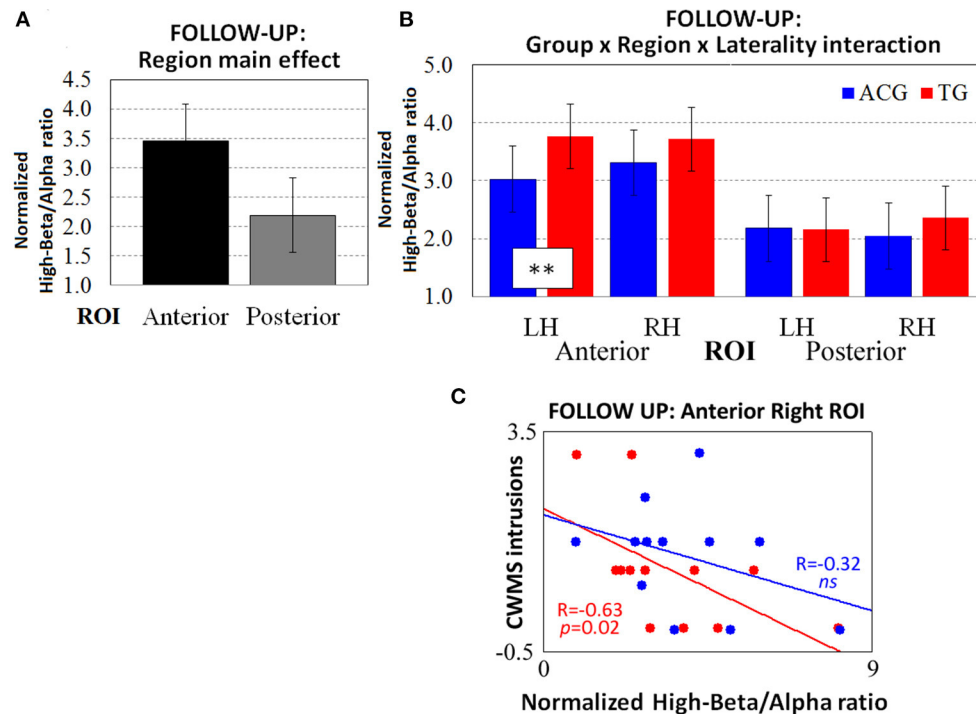 A
FOLLOW-UP:
Region main effect
Normalized
High-Beta/Alpha ratio
4.5
4.0
3.5
3.0
2.5
2.0
1.5
1.0
ROI Anterior Posterior
B
FOLLOW-UP:
Group x Region x Laterality interaction
Normalized
High-Beta/Alpha ratio
5.0
4.0
3.0
2.0
1.0
ACG TG
**
LH RH LH RH
Anterior ROI Posterior
C
FOLLOW UP: Anterior Right ROI
CWMS intrusions
3.5
-0.5
R=-0.32
ns
R=-0.63
p=0.02
0 9
Normalized High-Beta/Alpha ratio